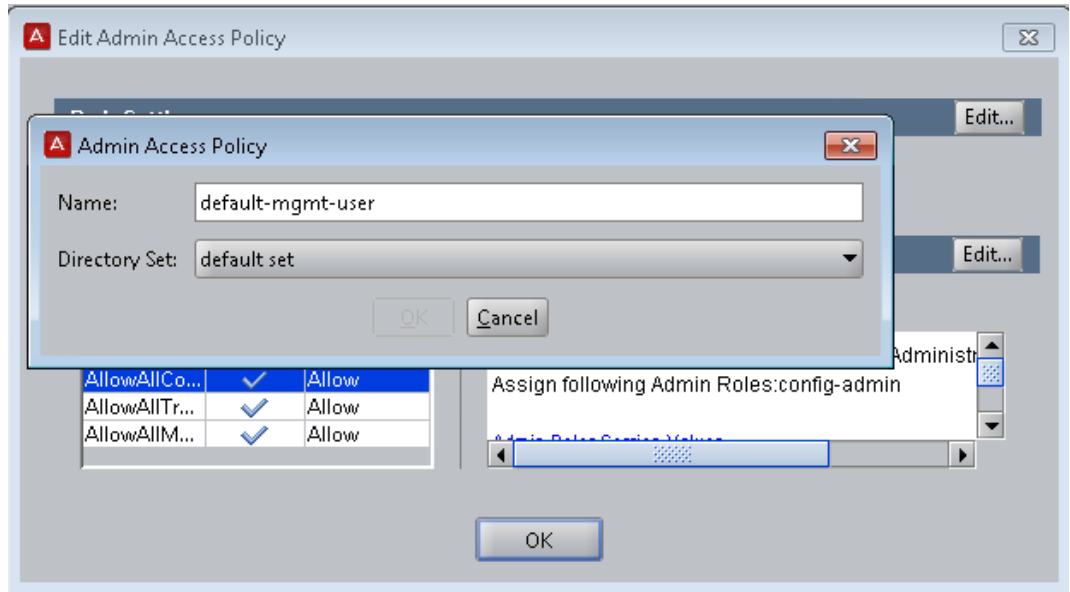 Edit Admin Access Policy
Edit...
Admin Access Policy
Name: default-mgmt-user
Directory Set: default set
Edit...
OK Cancel
Administr
AllowAllCo... Allow
Assign following Admin Roles:config-admin
AllowAllTr... Allow
AllowAllM... Allow
OK